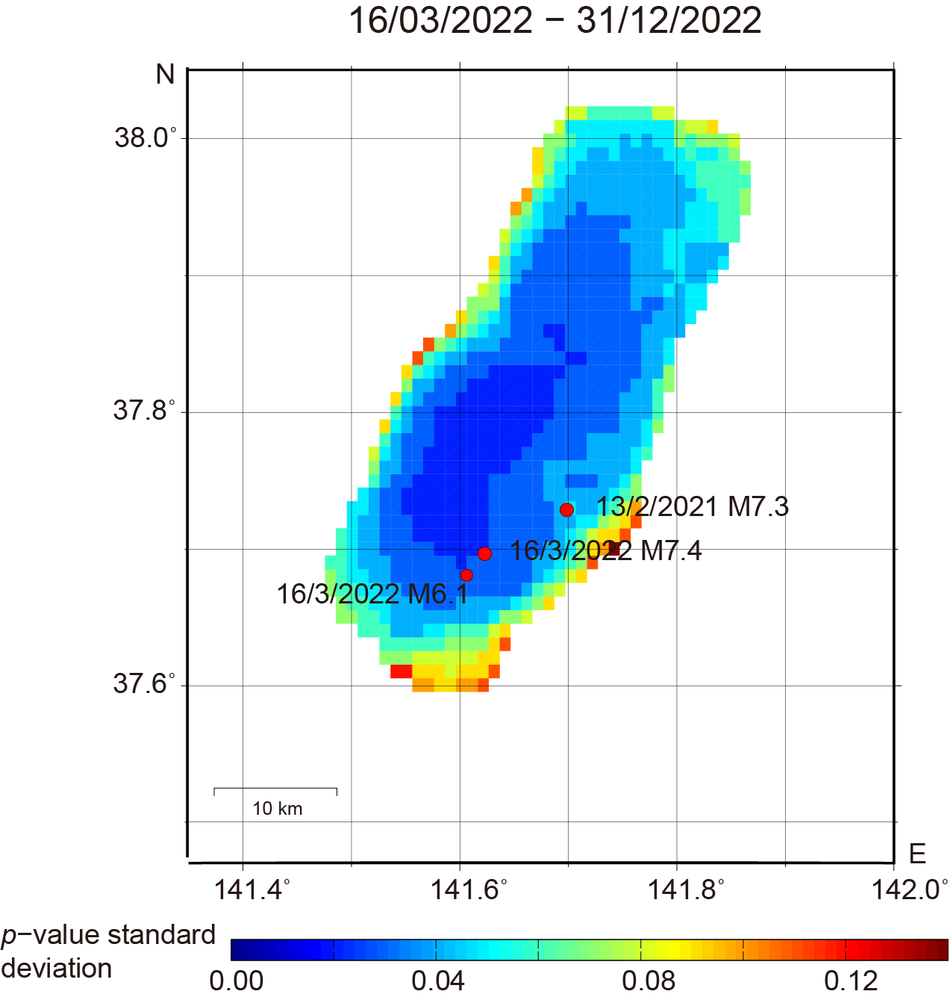 16/03/2022 − 31/12/2022
N
38.0°
37.8°
13/2/2021 M7.3
16/3/2022 M7.4
16/3/2022 M6.1
37.6°
10 km
E
141.4° 141.6° 141.8° 142.0°
p−value standard
deviation
0.00 0.04 0.08 0.12